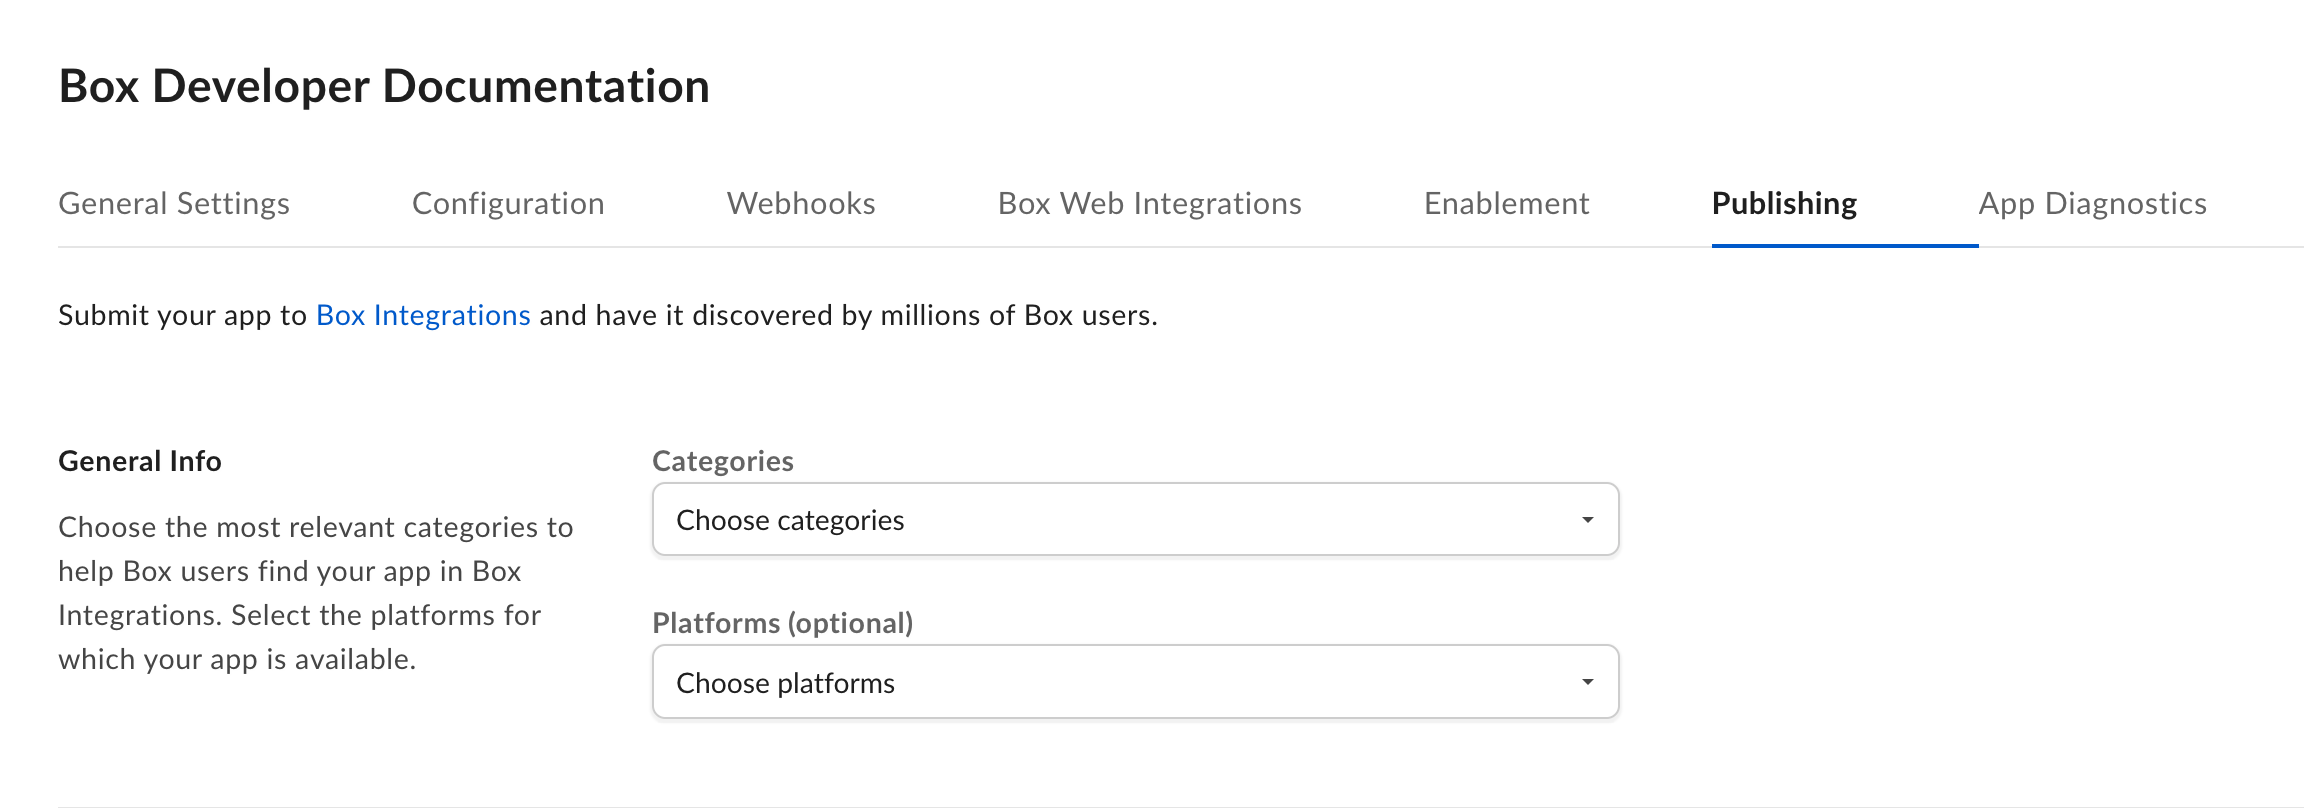 Box Developer Documentation
General Settings Configuration Webhooks Box Web Integrations Enablement Publishing App Diagnostics
Submit your app to Box Integrations and have it discovered by millions of Box users.
General Info
Choose the most relevant categories to
help Box users find your app in Box
Integrations. Select the platforms for
which your app is available.
Categories
Choose categories
Platforms (optional)
Choose platforms